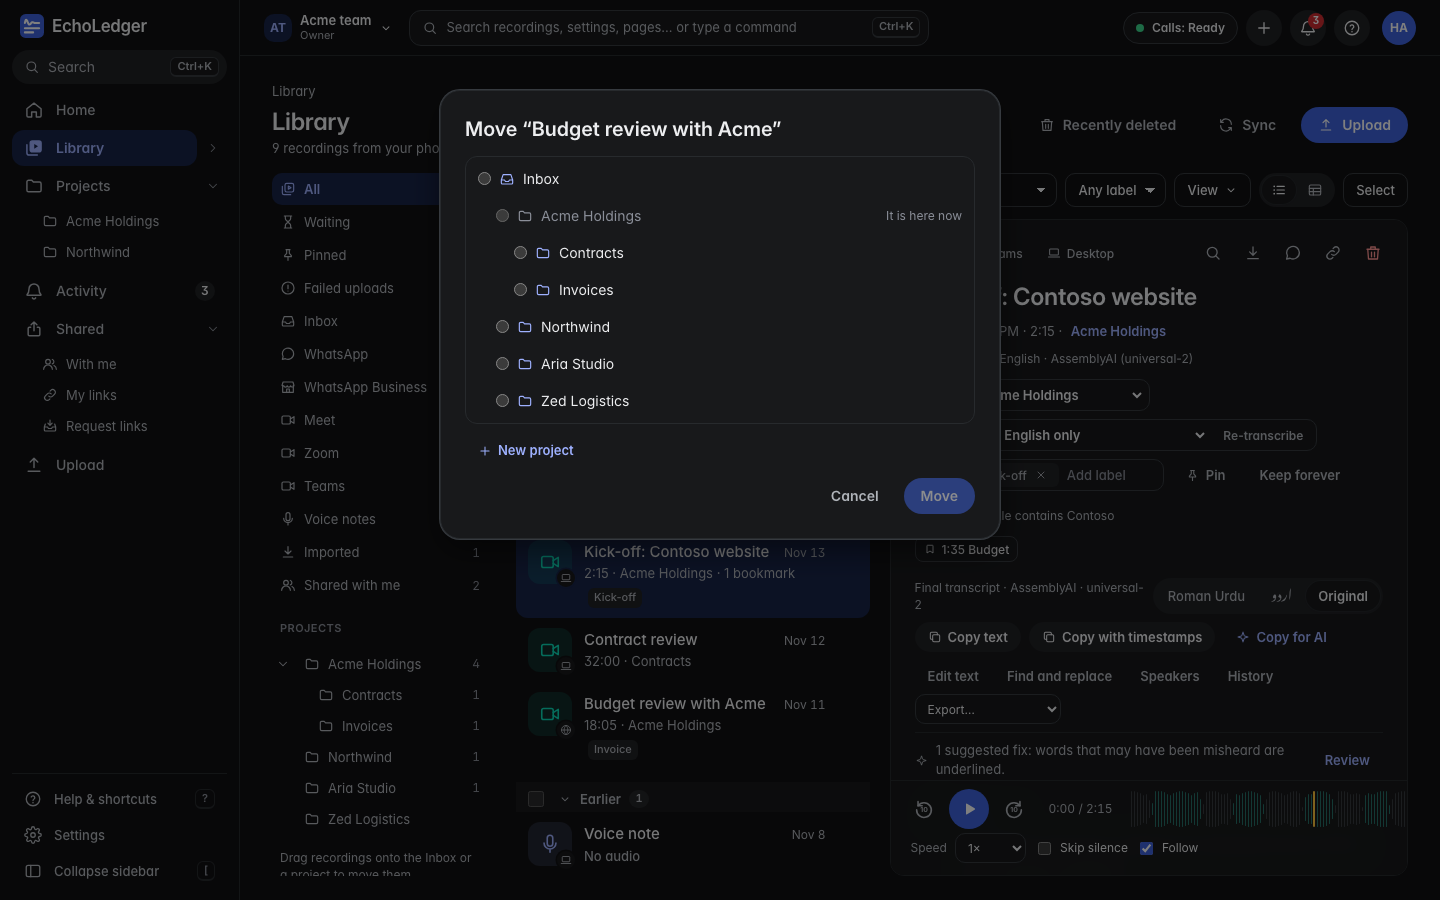 EchoLedger
Search Ctrl+K
Home
Library
Projects
Acme Holdings
Northwind
Activity 3
Shared
With me
My links
Request links
Upload
Help & shortcuts ?
Settings
Collapse sidebar [
AT Acme team
Owner
Search recordings, settings, pages... or type a command Ctrl+K
Calls: Ready
3
HA
Library
Library
9 recordings from your pho
Recently deleted
Sync
Upload
All
Waiting
Pinned
Failed uploads
Inbox
WhatsApp
WhatsApp Business
Meet
Zoom
Teams
Voice notes
Imported 1
Shared with me 2
PROJECTS
Acme Holdings 4
Contracts 1
Invoices 1
Northwind 1
Aria Studio 1
Zed Logistics
Drag recordings onto the Inbox or
a project to move them
Any label
View
Select
Move “Budget review with Acme”
Inbox
Acme Holdings It is here now
Contracts
Invoices
Northwind
Aria Studio
Zed Logistics
New project
Cancel
Move
Kick-off: Contoso website Nov 13
2:15 · Acme Holdings · 1 bookmark
Kick-off
Contract review Nov 12
32:00 · Contracts
Budget review with Acme Nov 11
18:05 · Acme Holdings
Invoice
Earlier 1
Voice note Nov 8
No audio
ams Desktop
: Contoso website
PM · 2:15 · Acme Holdings
English · AssemblyAI (universal-2)
me Holdings
English only
Re-transcribe
k-off × Add label
Pin
Keep forever
le contains Contoso
1:35 Budget
Final transcript · AssemblyAI · universal-
2
Roman Urdu
اردو
Original
Copy text
Copy with timestamps
Copy for AI
Edit text
Find and replace
Speakers
History
Export...
1 suggested fix: words that may have been misheard are
underlined.
Review
10
10
0:00 / 2:15
Speed 1×
Skip silence
Follow